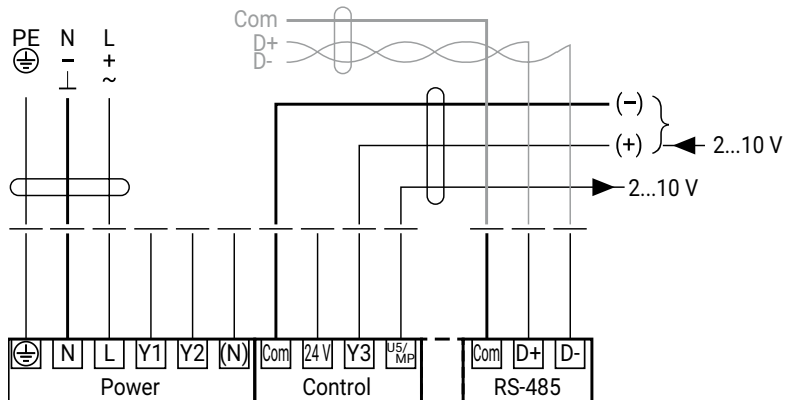 Com
D+
D-
PE N L
- +
~
(–)
(+)
2...10 V
2...10 V
N L Y1 Y2 (N) Com 24 V Y3 U5/MP Com D+ D-
Power Control RS-485